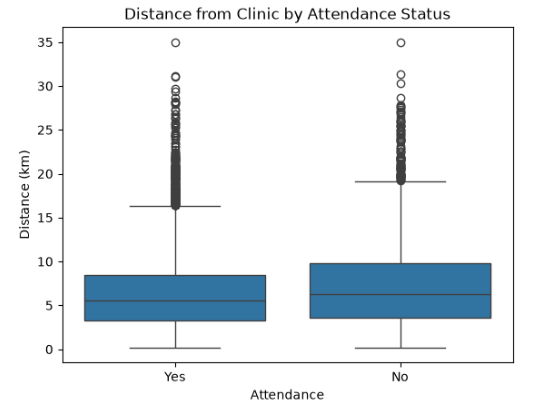 Distance from Clinic by Attendance Status
35
30
25
20
15
10
5
0
Distance (km)
Yes
No
Attendance